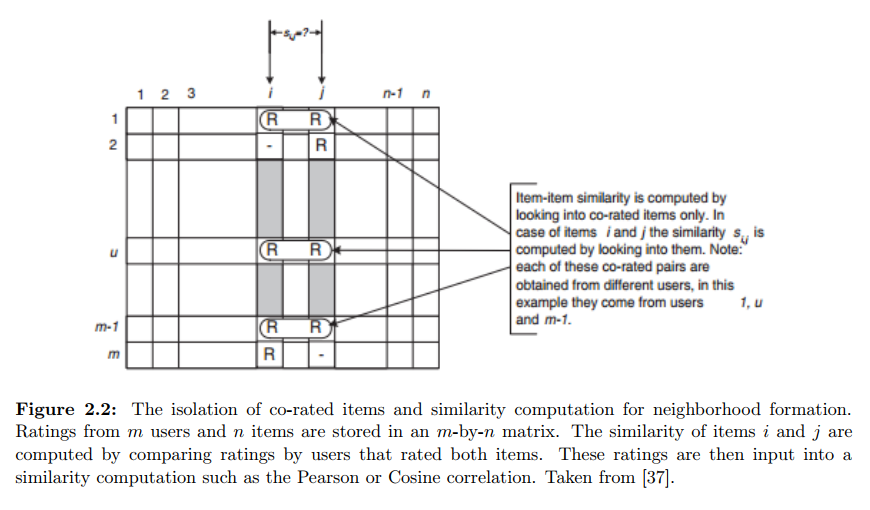 s_ij=?
1 2 3 i j n-1 n
1 R R
2 - R
u R R
m-1 R R
m R -
Item-item similarity is computed by
looking into co-rated items only. In
case of items i and j the similarity s_ij is
computed by looking into them. Note:
each of these co-rated pairs are
obtained from different users, in this
example they come from users 1, u
and m-1.
Figure 2.2: The isolation of co-rated items and similarity computation for neighborhood formation.
Ratings from m users and n items are stored in an m-by-n matrix. The similarity of items i and j are
computed by comparing ratings by users that rated both items. These ratings are then input into a
similarity computation such as the Pearson or Cosine correlation. Taken from [37].